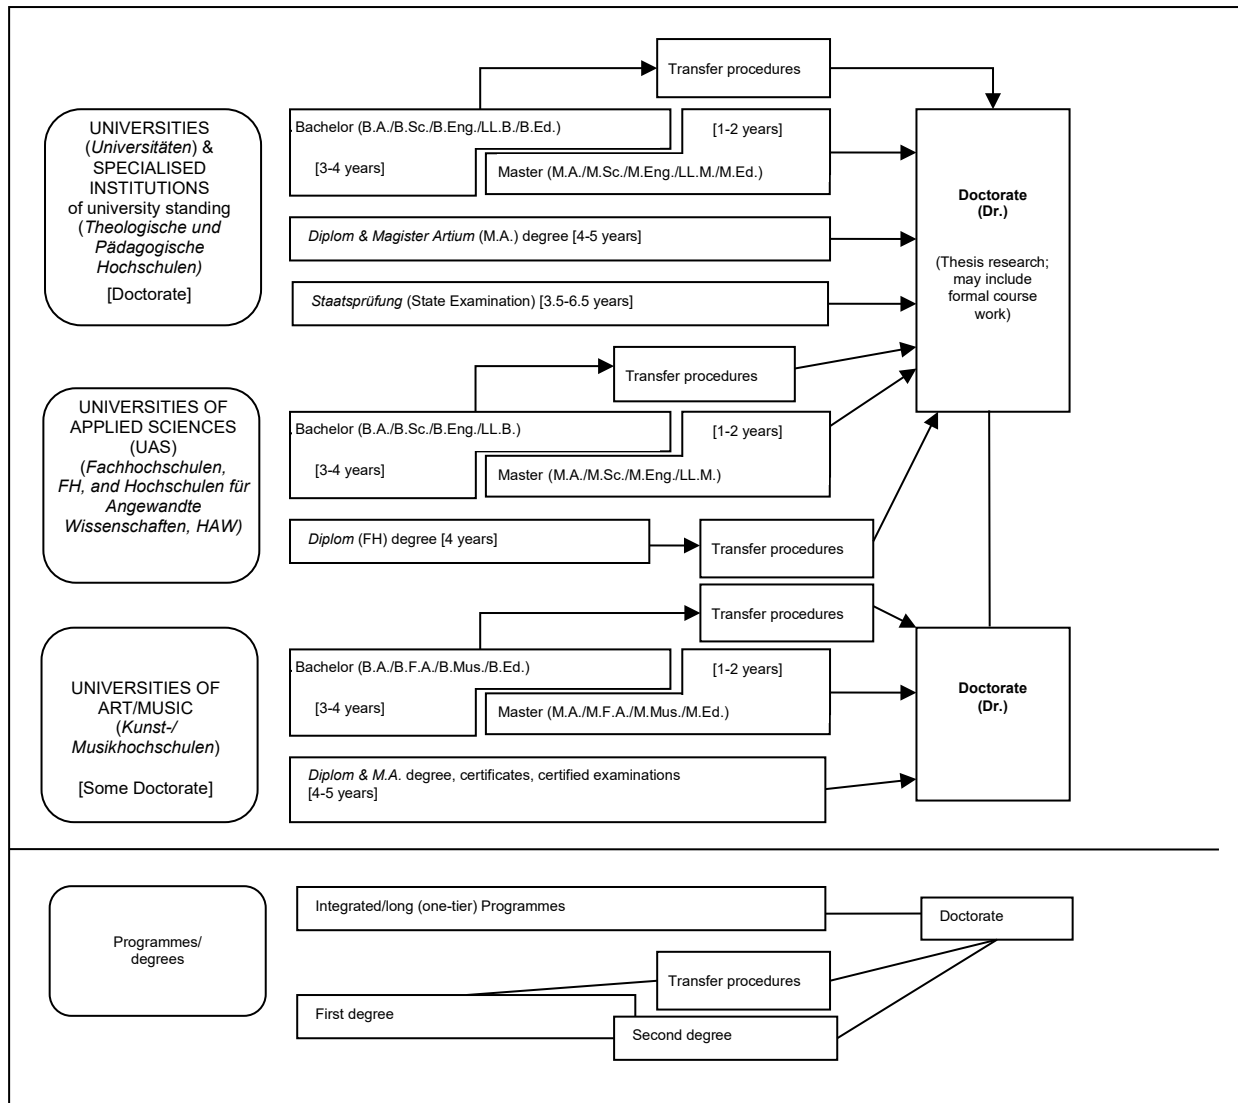 Transfer procedures
UNIVERSITIES
(Universitäten) &
SPECIALISED
INSTITUTIONS
of university standing
(Theologische und
Pädagogische
Hochschulen)
[Doctorate]
. Bachelor (B.A./B.Sc./B.Eng./LL.B./B.Ed.)
[1-2 years]
[3-4 years]
Master (M.A./M.Sc./M.Eng./LL.M./M.Ed.)
Diplom & Magister Artium (M.A.) degree [4-5 years]
Staatsprüfung (State Examination) [3.5-6.5 years]
Doctorate
(Dr.)
(Thesis research;
may include
formal course
work)
UNIVERSITIES OF
APPLIED SCIENCES
(UAS)
(Fachhochschulen,
FH, and Hochschulen für
Angewandte
Wissenschaften, HAW)
Transfer procedures
. Bachelor (B.A./B.Sc./B.Eng./LL.B.)
[1-2 years]
[3-4 years]
Master (M.A./M.Sc./M.Eng./LL.M.)
Diplom (FH) degree [4 years]
Transfer procedures
Transfer procedures
UNIVERSITIES OF
ART/MUSIC
(Kunst-/
Musikhochschulen)
[Some Doctorate]
. Bachelor (B.A./B.F.A./B.Mus./B.Ed.)
[1-2 years]
[3-4 years]
Master (M.A./M.F.A./M.Mus./M.Ed.)
Diplom & M.A. degree, certificates, certified examinations
[4-5 years]
Doctorate
(Dr.)
Programmes/
degrees
Integrated/long (one-tier) Programmes
Doctorate
Transfer procedures
First degree
Second degree